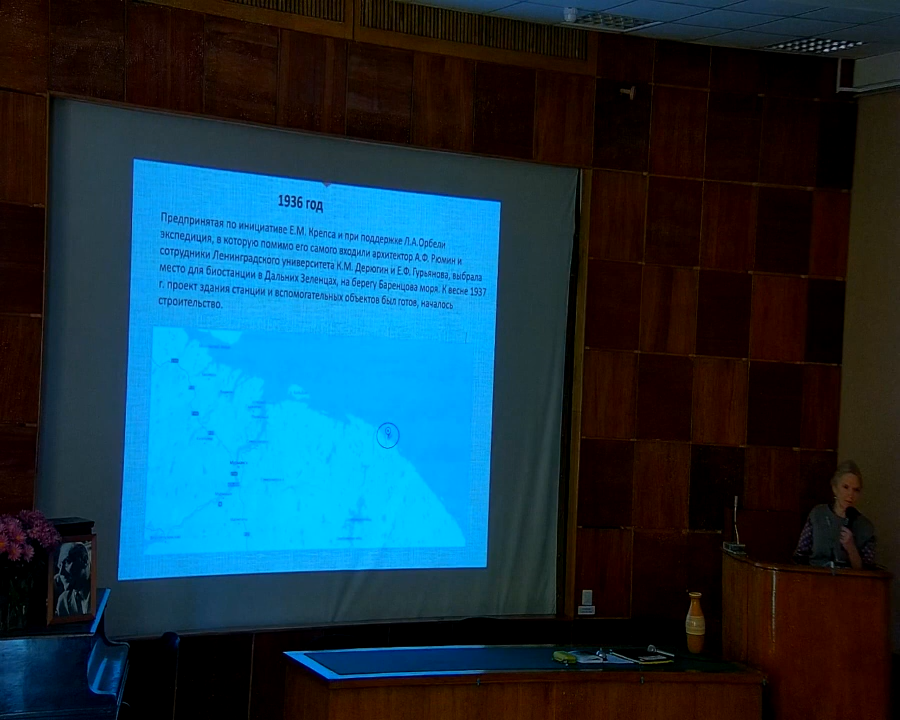 1936 год
Предпринятая по инициативе Е.М. Крепса и при поддержке Л.А.Орбели
экспедиция, в которую помимо его самого входили архитектор А.Ф. Рюмин и
сотрудники Ленинградского университета К.М. Дерюгин и Е.Ф. Гурьянова, выбрала
место для биостанции в Дальних Зеленцах, на берегу Баренцова моря. К весне 1937
г. проект здания станции и вспомогательных объектов был готов, началось
строительство.